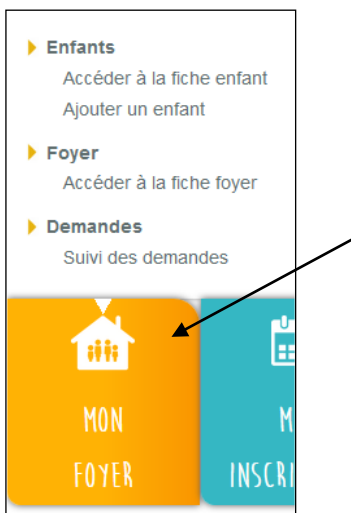 Enfants
Accéder à la fiche enfant
Ajouter un enfant
Foyer
Accéder à la fiche foyer
Demandes
Suivi des demandes
MON
FOYER